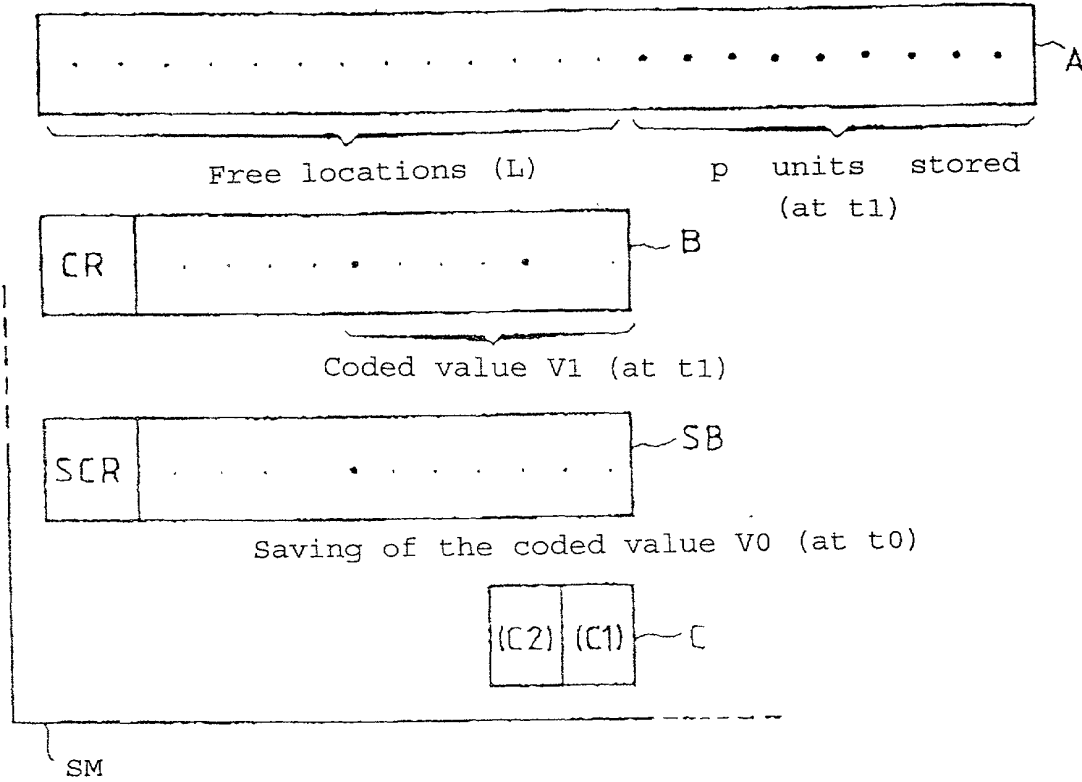 A
Free locations (L)
p units stored
(at t1)
CR
B
Coded value V1 (at t1)
SCR
SB
Saving of the coded value V0 (at t0)
(C2) (C1)
C
SM